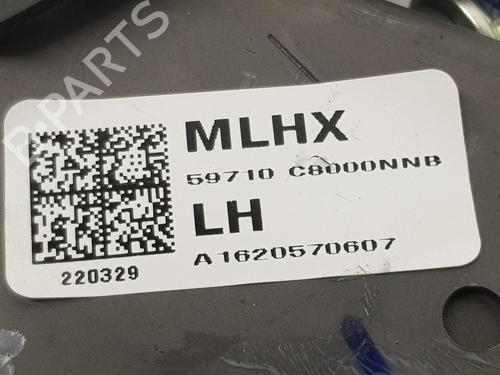 B-PARTS
MLHX
59710 C8000NNB
LH
A1620570607
220329